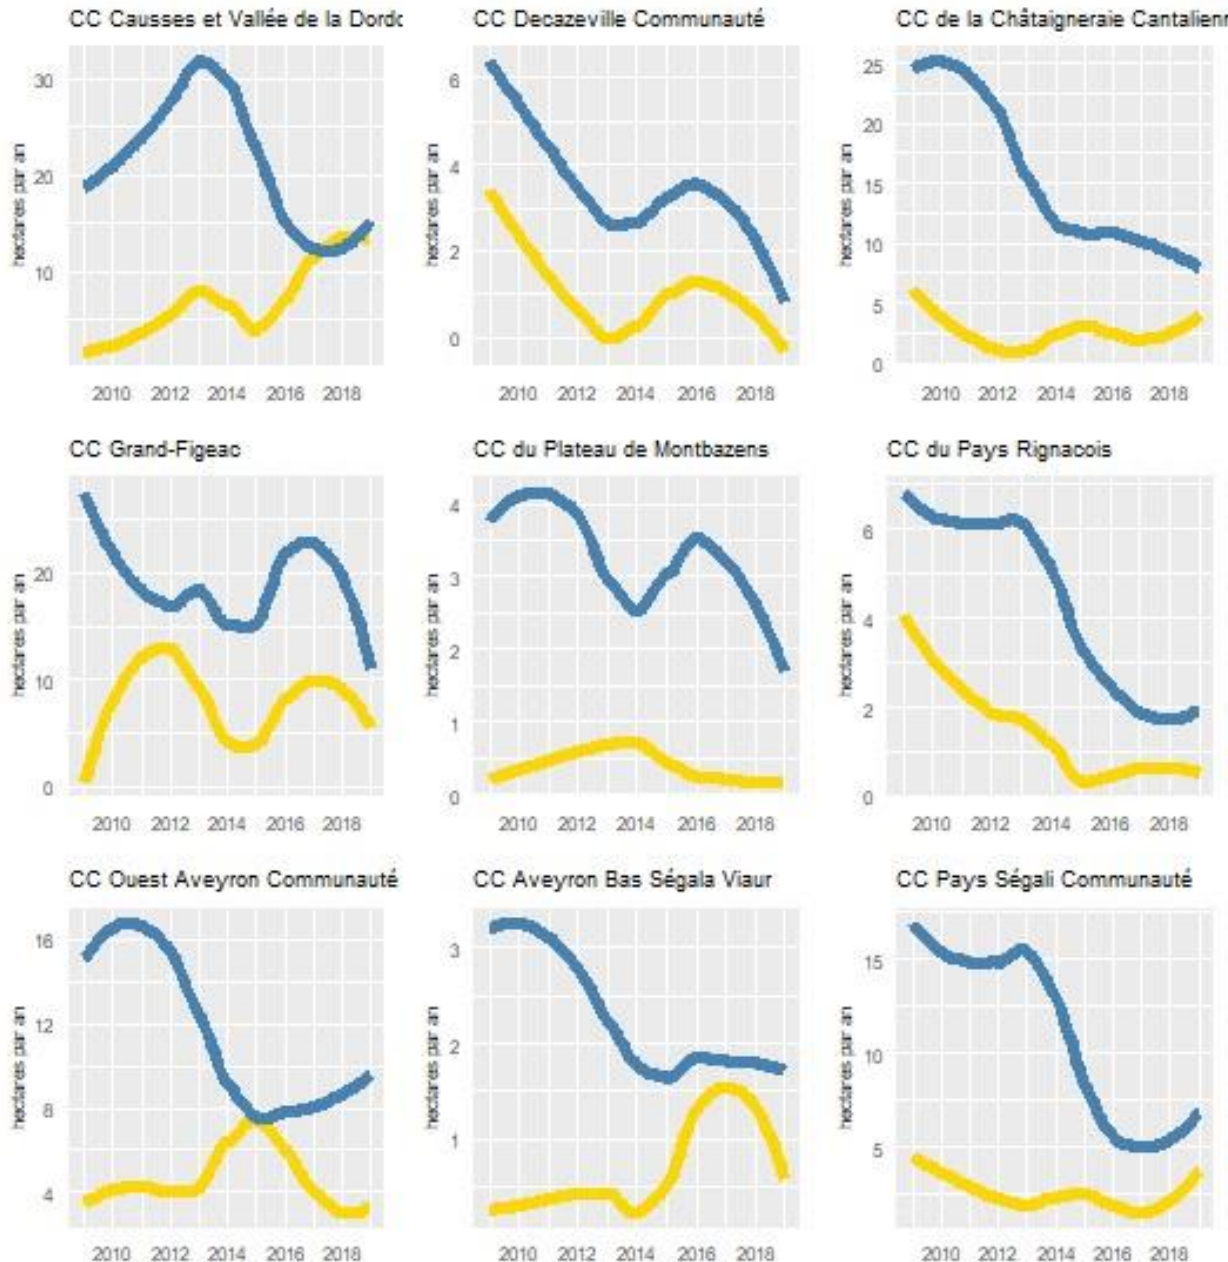 CC Causses et Vallée de la Dordo
CC Decazeville Communauté
CC de la Châtaigneraie Cantalienn
30
20
10
hectares par an
2010 2012 2014 2016 2018
6
4
2
0
hectares par an
2010 2012 2014 2016 2018
25
20
15
10
5
0
hectares par an
2010 2012 2014 2016 2018
CC Grand-Figeac
CC du Plateau de Montbazens
CC du Pays Rignacois
20
10
0
hectares par an
2010 2012 2014 2016 2018
4
3
2
1
0
hectares par an
2010 2012 2014 2016 2018
6
4
2
0
hectares par an
2010 2012 2014 2016 2018
CC Ouest Aveyron Communauté
CC Aveyron Bas Ségala Viaur
CC Pays Ségali Communauté
16
12
8
4
hectares par an
2010 2012 2014 2016 2018
3
2
1
hectares par an
2010 2012 2014 2016 2018
15
10
5
hectares par an
2010 2012 2014 2016 2018